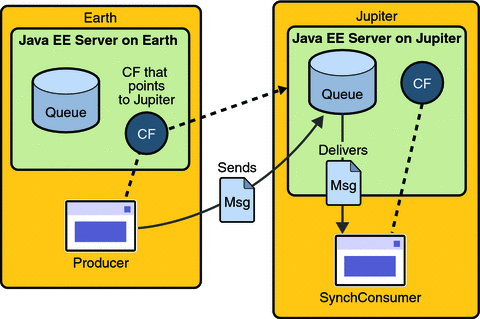 Earth
Java EE Server on Earth
Queue
CF that
points
to Jupiter
CF
Producer
Sends
Msg
Jupiter
Java EE Server on Jupiter
Queue
CF
Delivers
Msg
SynchConsumer